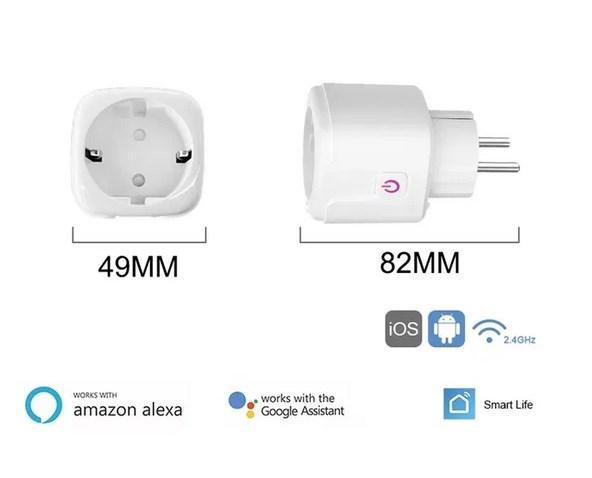 49MM
82MM
iOS
2.4GHz
WORKS WITH
amazon alexa
works with the
Google Assistant
Smart Life